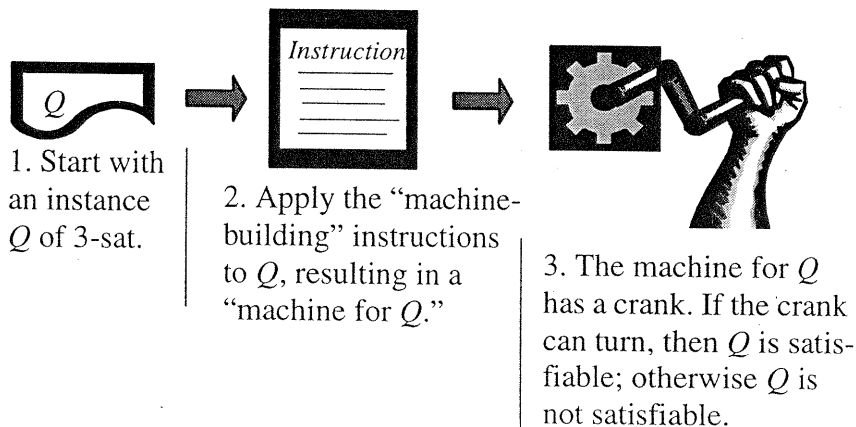 Q
Instruction
1. Start with
an instance
Q of 3-sat.
2. Apply the “machine-
building” instructions
to Q, resulting in a
“machine for Q.”
3. The machine for Q
has a crank. If the crank
can turn, then Q is satis-
fiable; otherwise Q is
not satisfiable.